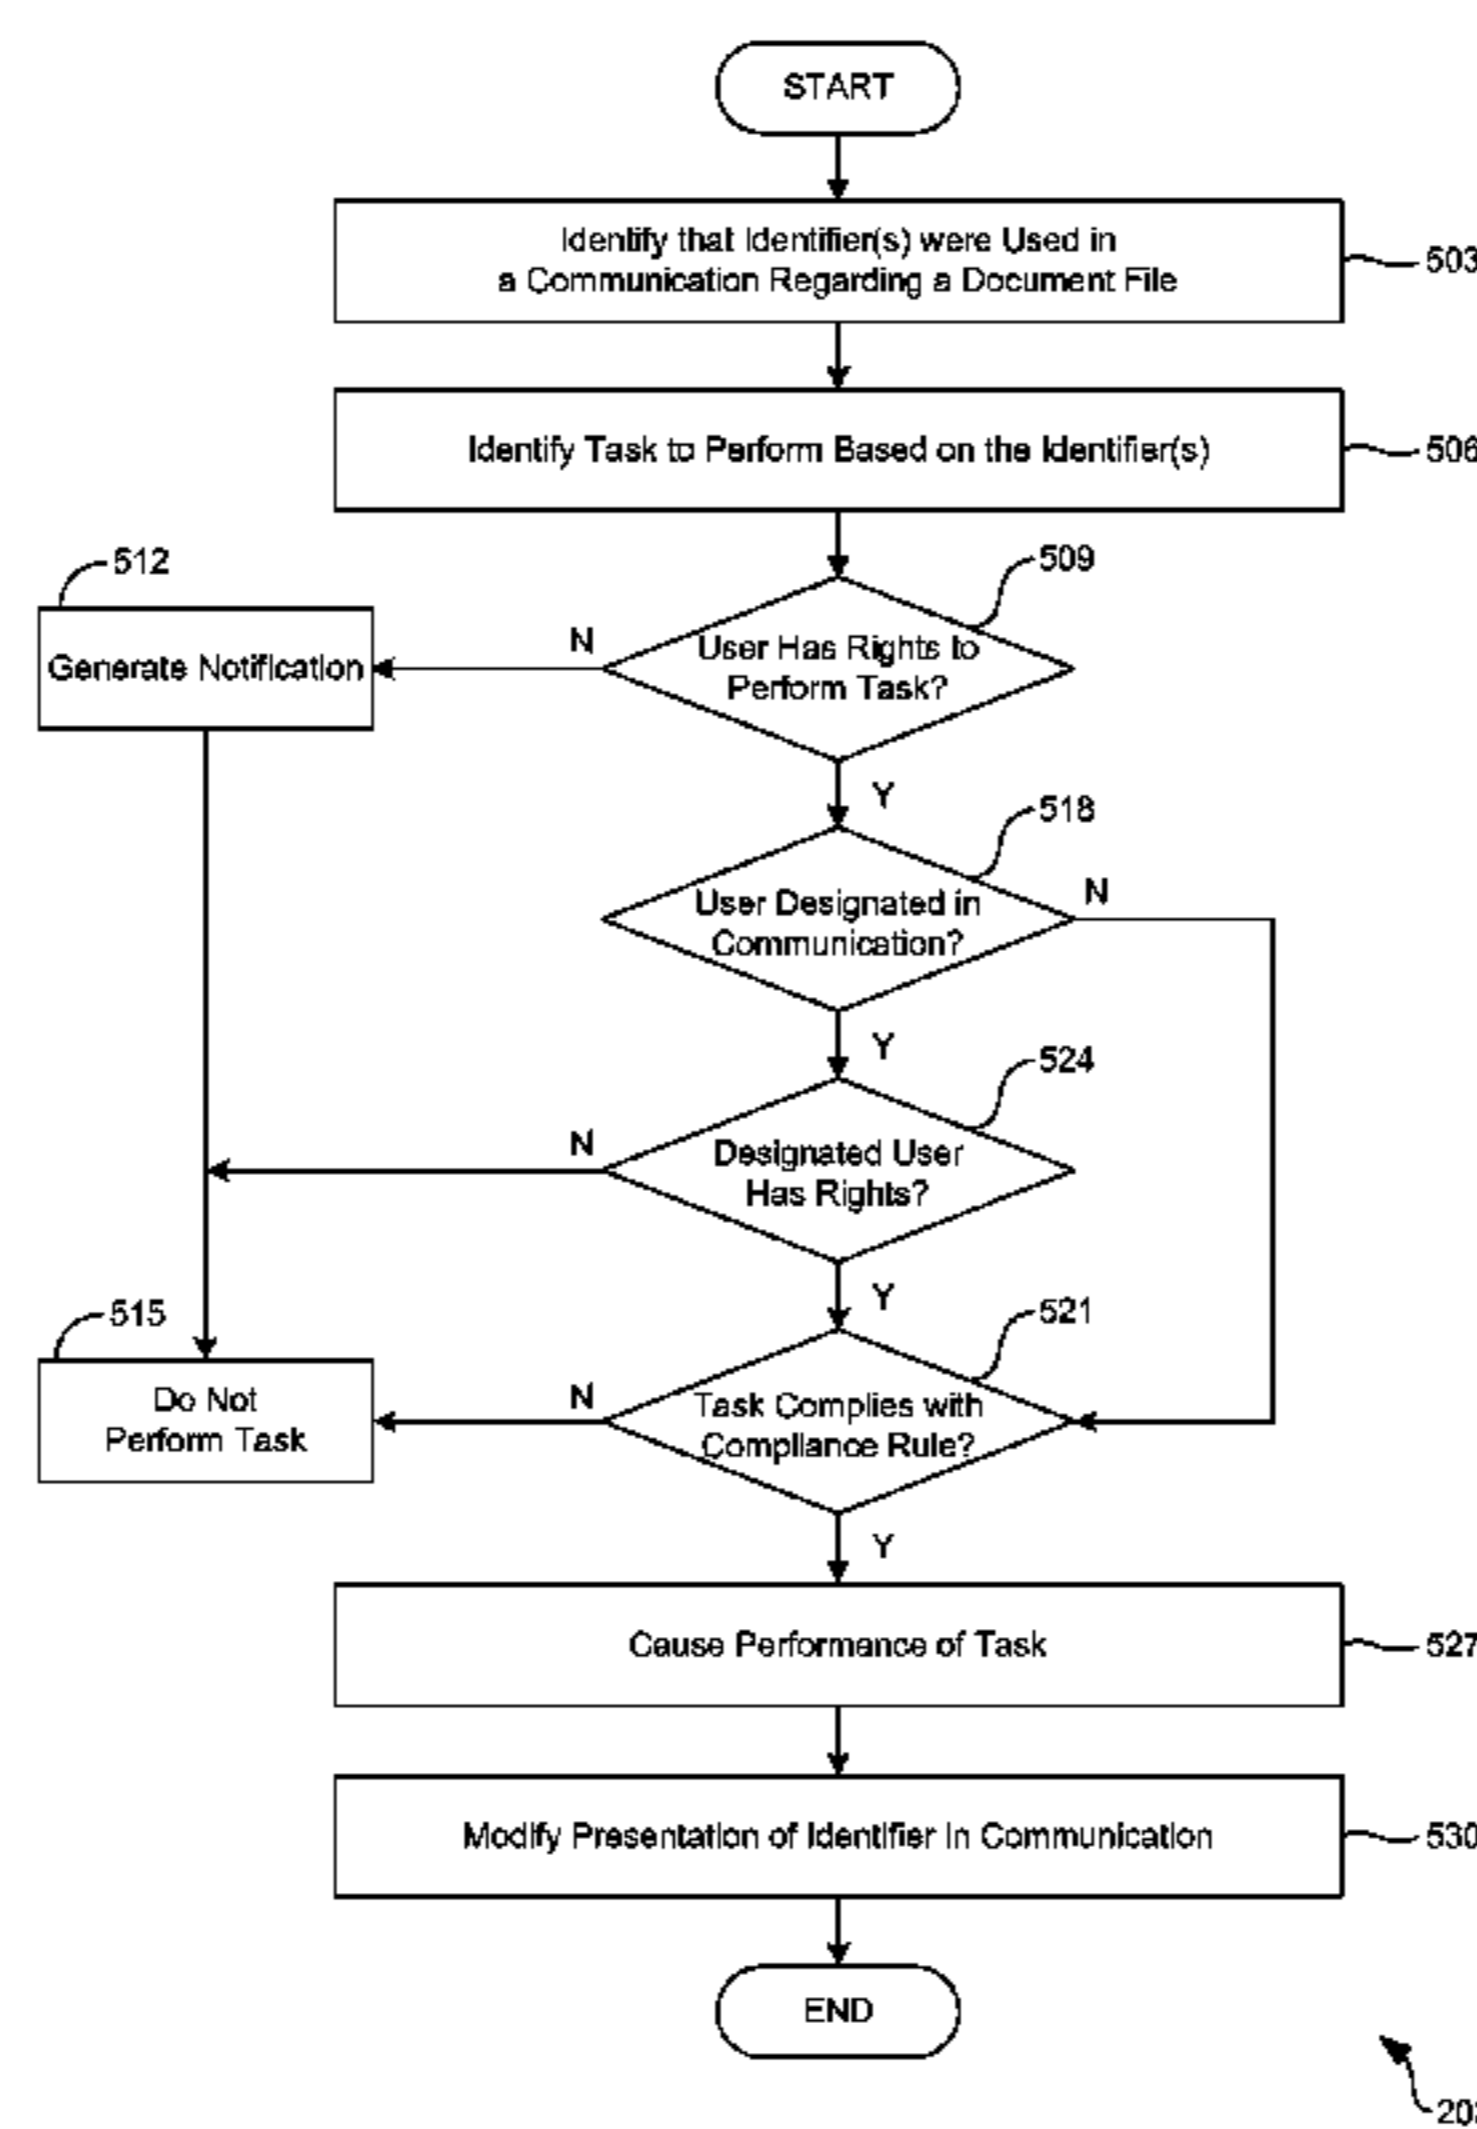 START
Identify that Identifier(s) were Used in
a Communication Regarding a Document File
503
Identify Task to Perform Based on the Identifier(s)
506
512
509
Generate Notification
N
User Has Rights to
Perform Task?
Y
518
User Designated in
Communication?
N
Y
524
N
Designated User
Has Rights?
Y
515
521
Do Not
Perform Task
N
Task Complies with
Compliance Rule?
Y
Cause Performance of Task
527
Modify Presentation of Identifier in Communication
530
END